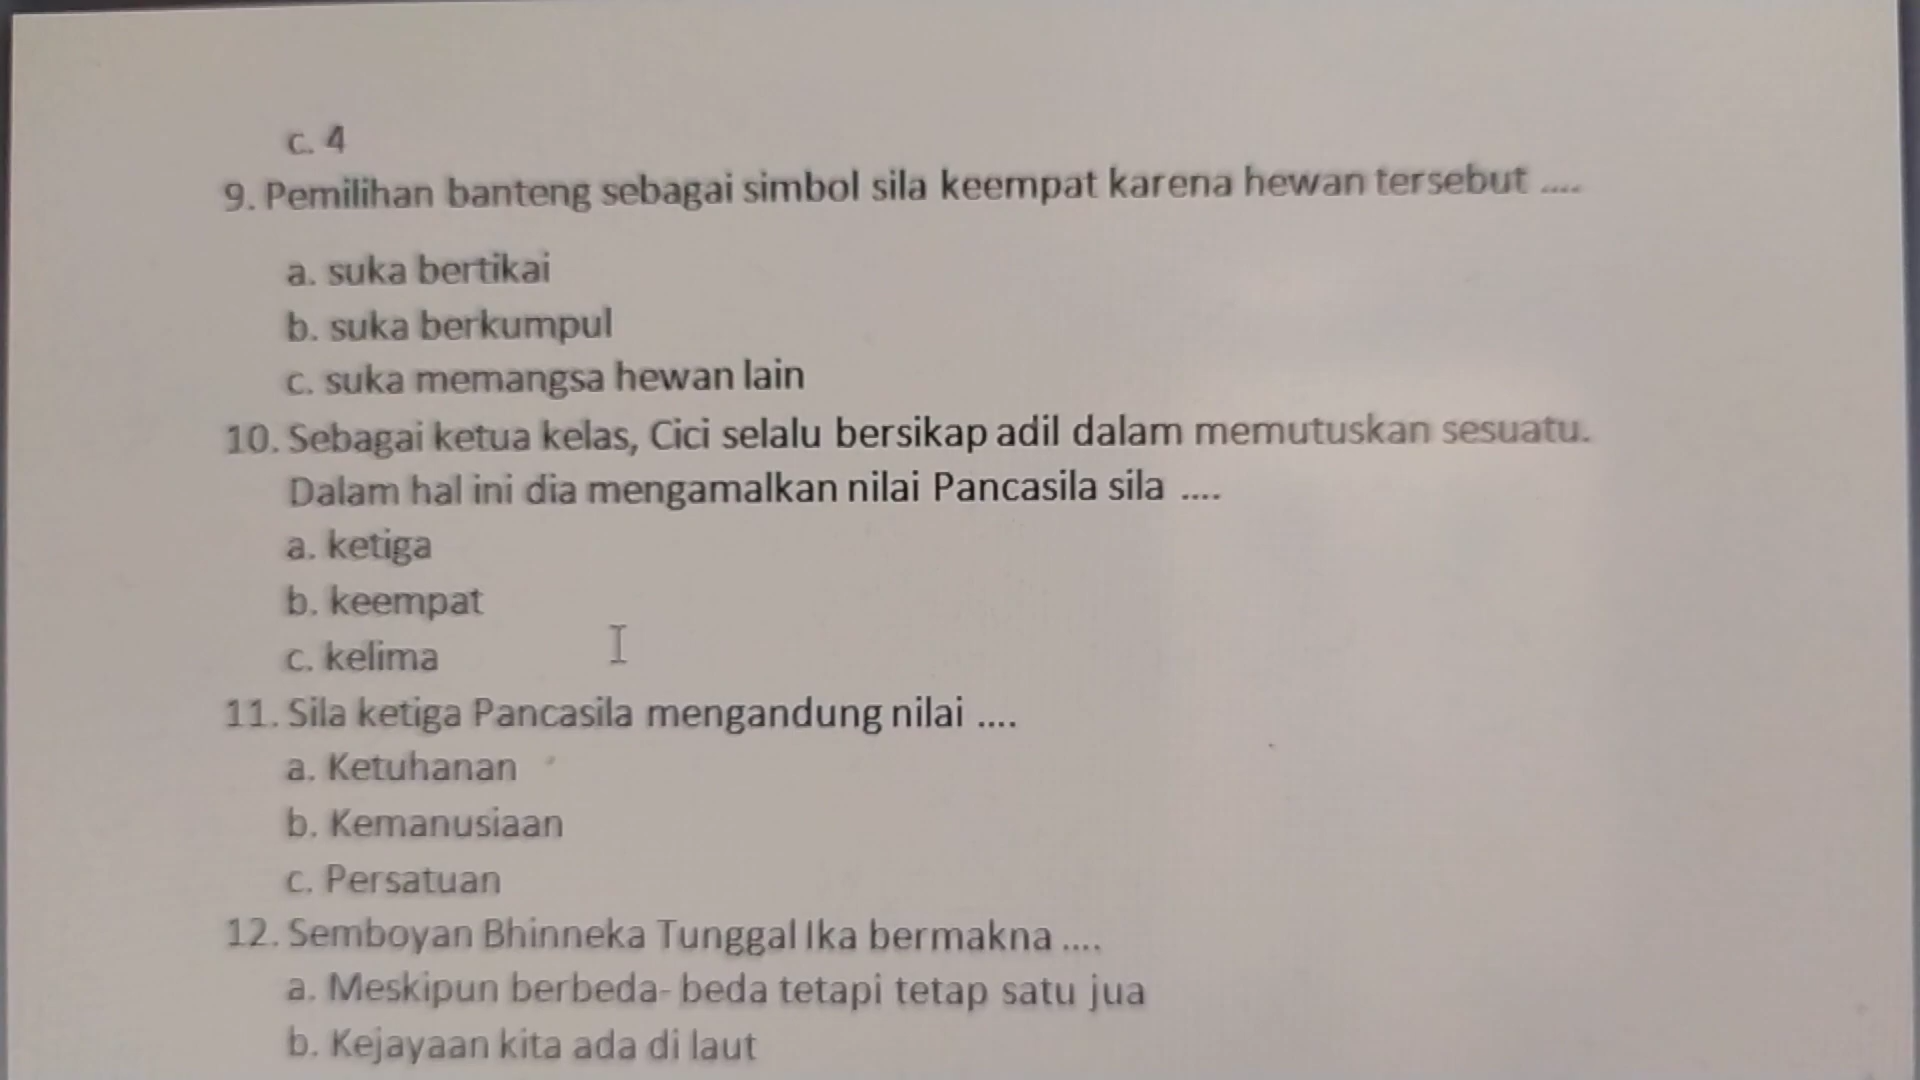 c. 4
9. Pemilihan banteng sebagai simbol sila keempat karena hewan tersebut ....
a. suka bertikai
b. suka berkumpul
c. suka memangsa hewan lain
10. Sebagai ketua kelas, Cici selalu bersikap adil dalam memutuskan sesuatu.
Dalam hal ini dia mengamalkan nilai Pancasila sila ....
a. ketiga
b. keempat
c. kelima
11. Sila ketiga Pancasila mengandung nilai ....
a. Ketuhanan
b. Kemanusiaan
c. Persatuan
12. Semboyan Bhinneka Tunggal Ika bermakna ....
a. Meskipun berbeda- beda tetapi tetap satu jua
b. Kejayaan kita ada di laut